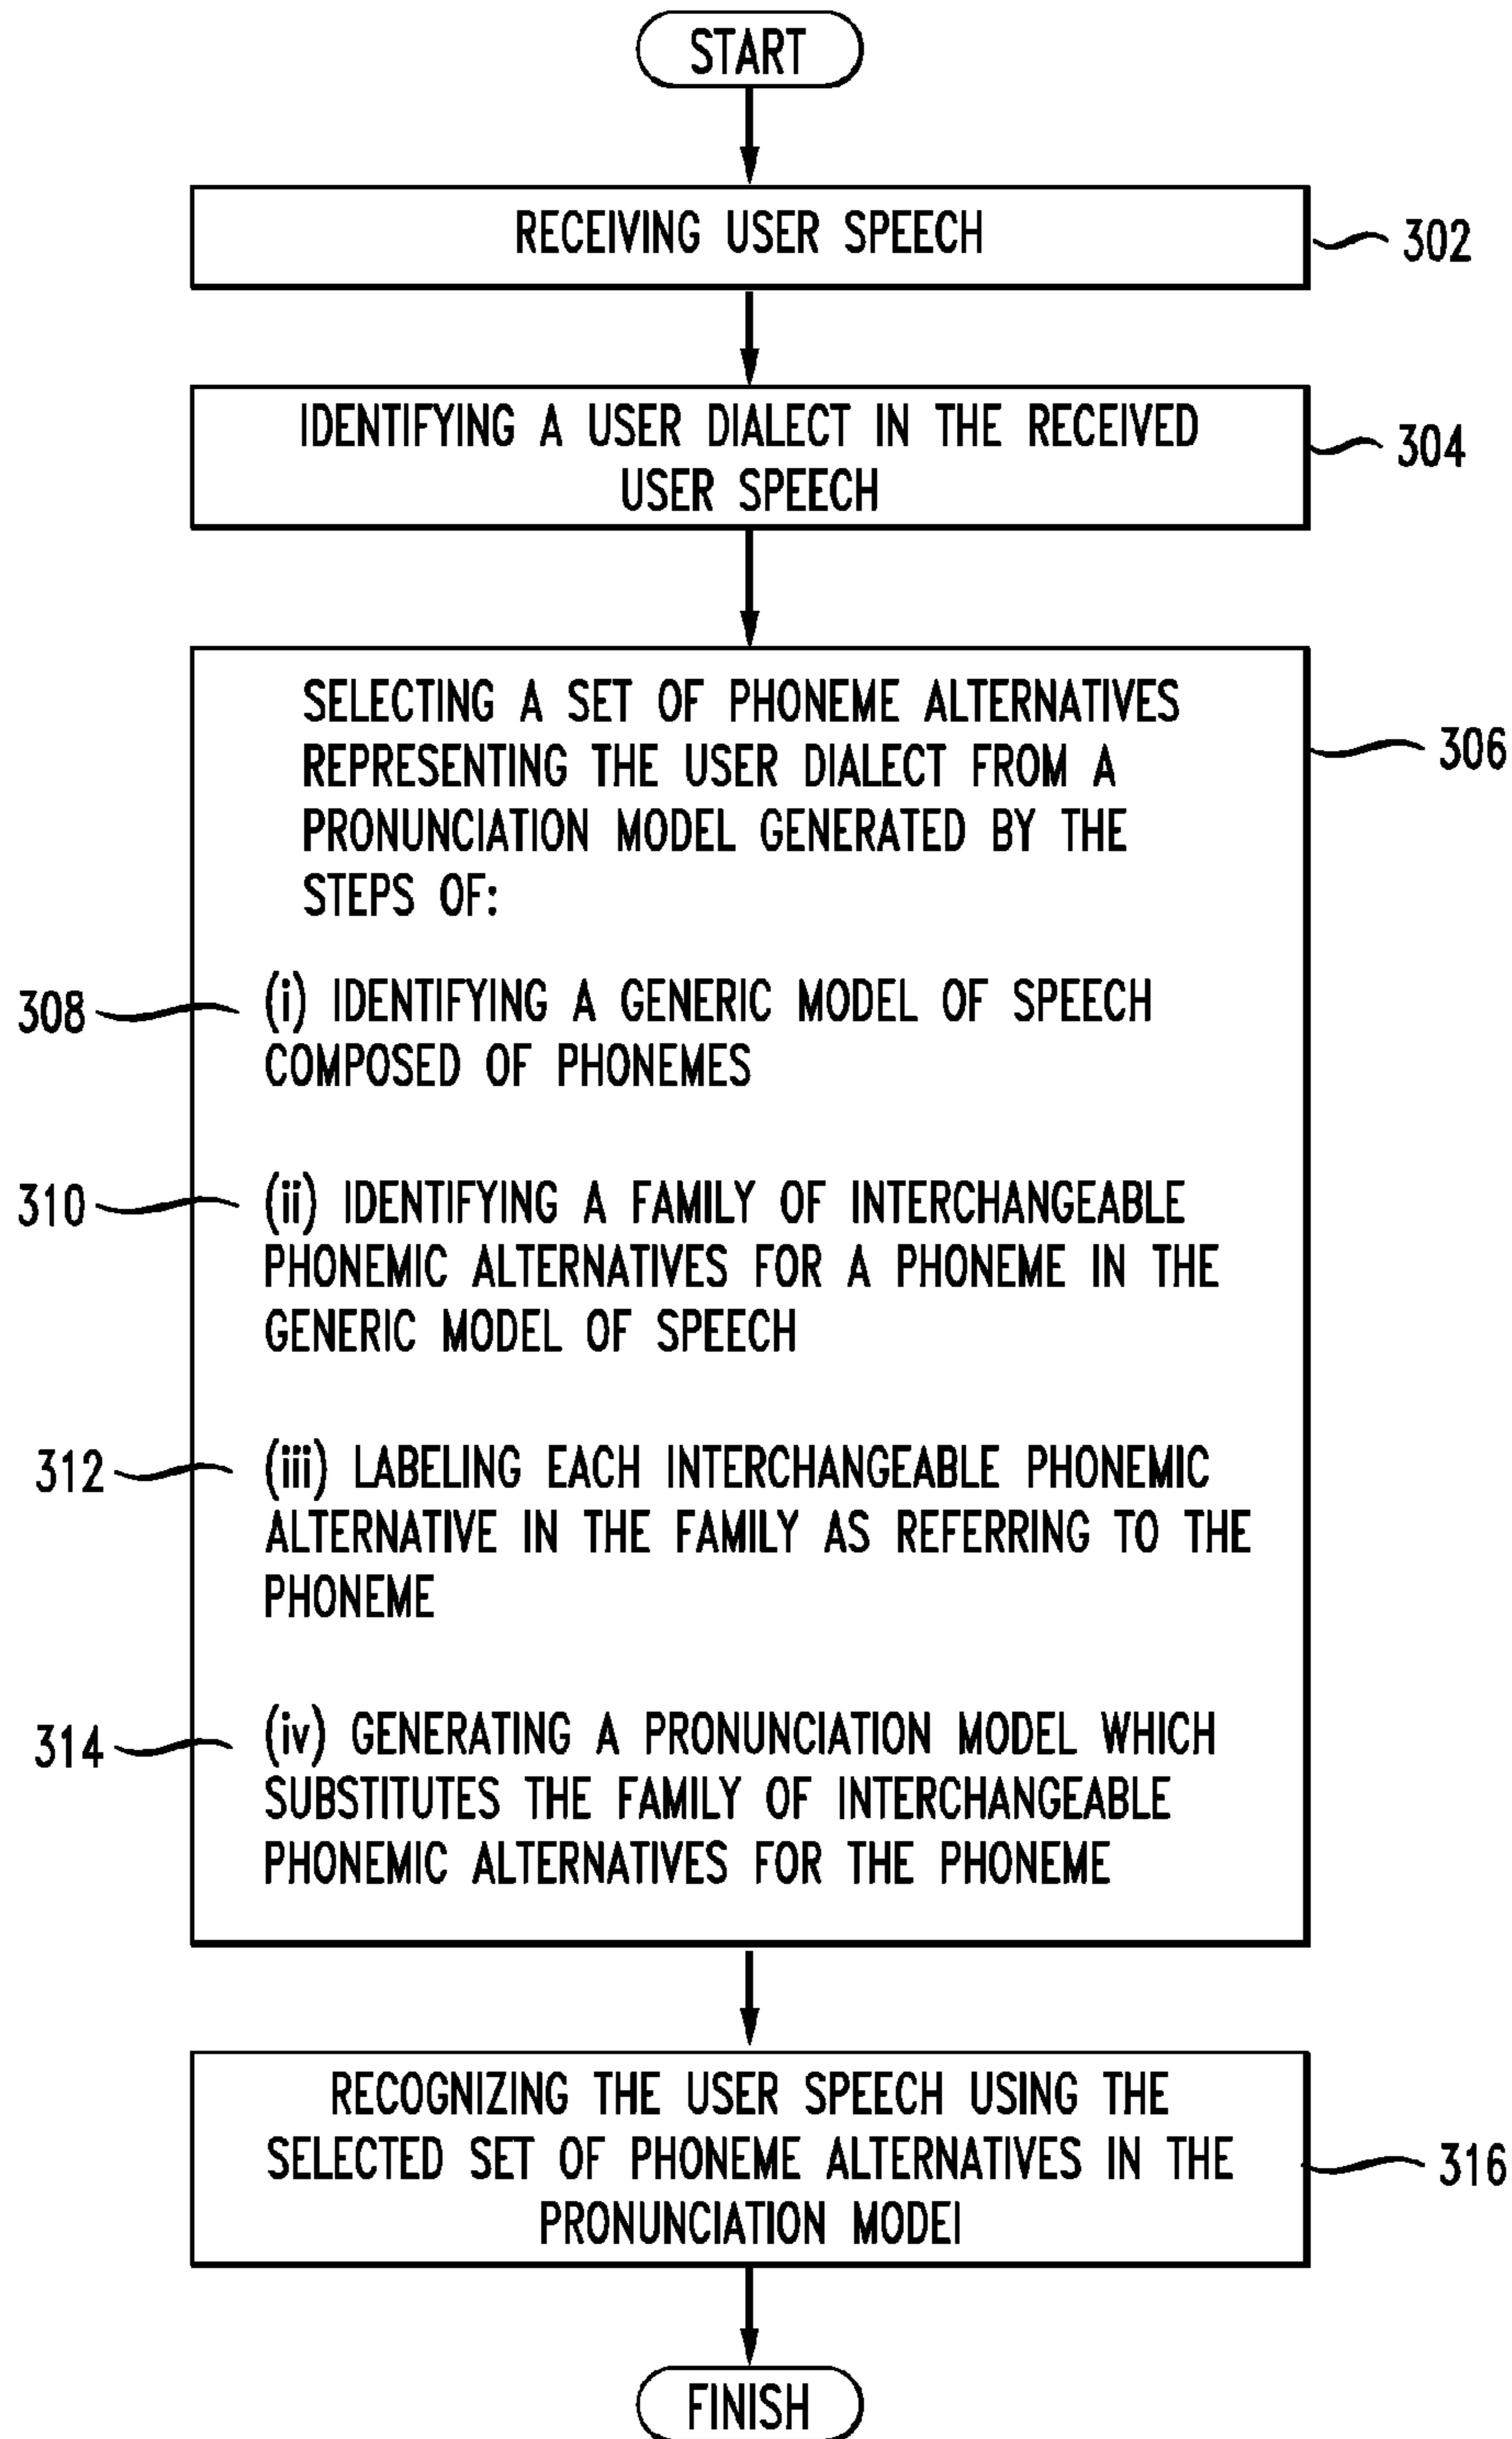 START
RECEIVING USER SPEECH
302
IDENTIFYING A USER DIALECT IN THE RECEIVED
USER SPEECH
304
SELECTING A SET OF PHONEME ALTERNATIVES
REPRESENTING THE USER DIALECT FROM A
PRONUNCIATION MODEL GENERATED BY THE
STEPS OF:
306
308
(i) IDENTIFYING A GENERIC MODEL OF SPEECH
COMPOSED OF PHONEMES
310
(ii) IDENTIFYING A FAMILY OF INTERCHANGEABLE
PHONEMIC ALTERNATIVES FOR A PHONEME IN THE
GENERIC MODEL OF SPEECH
312
(iii) LABELING EACH INTERCHANGEABLE PHONEMIC
ALTERNATIVE IN THE FAMILY AS REFERRING TO THE
PHONEME
314
(iv) GENERATING A PRONUNCIATION MODEL WHICH
SUBSTITUTES THE FAMILY OF INTERCHANGEABLE
PHONEMIC ALTERNATIVES FOR THE PHONEME
RECOGNIZING THE USER SPEECH USING THE
SELECTED SET OF PHONEME ALTERNATIVES IN THE
PRONUNCIATION MODEl
316
FINISH